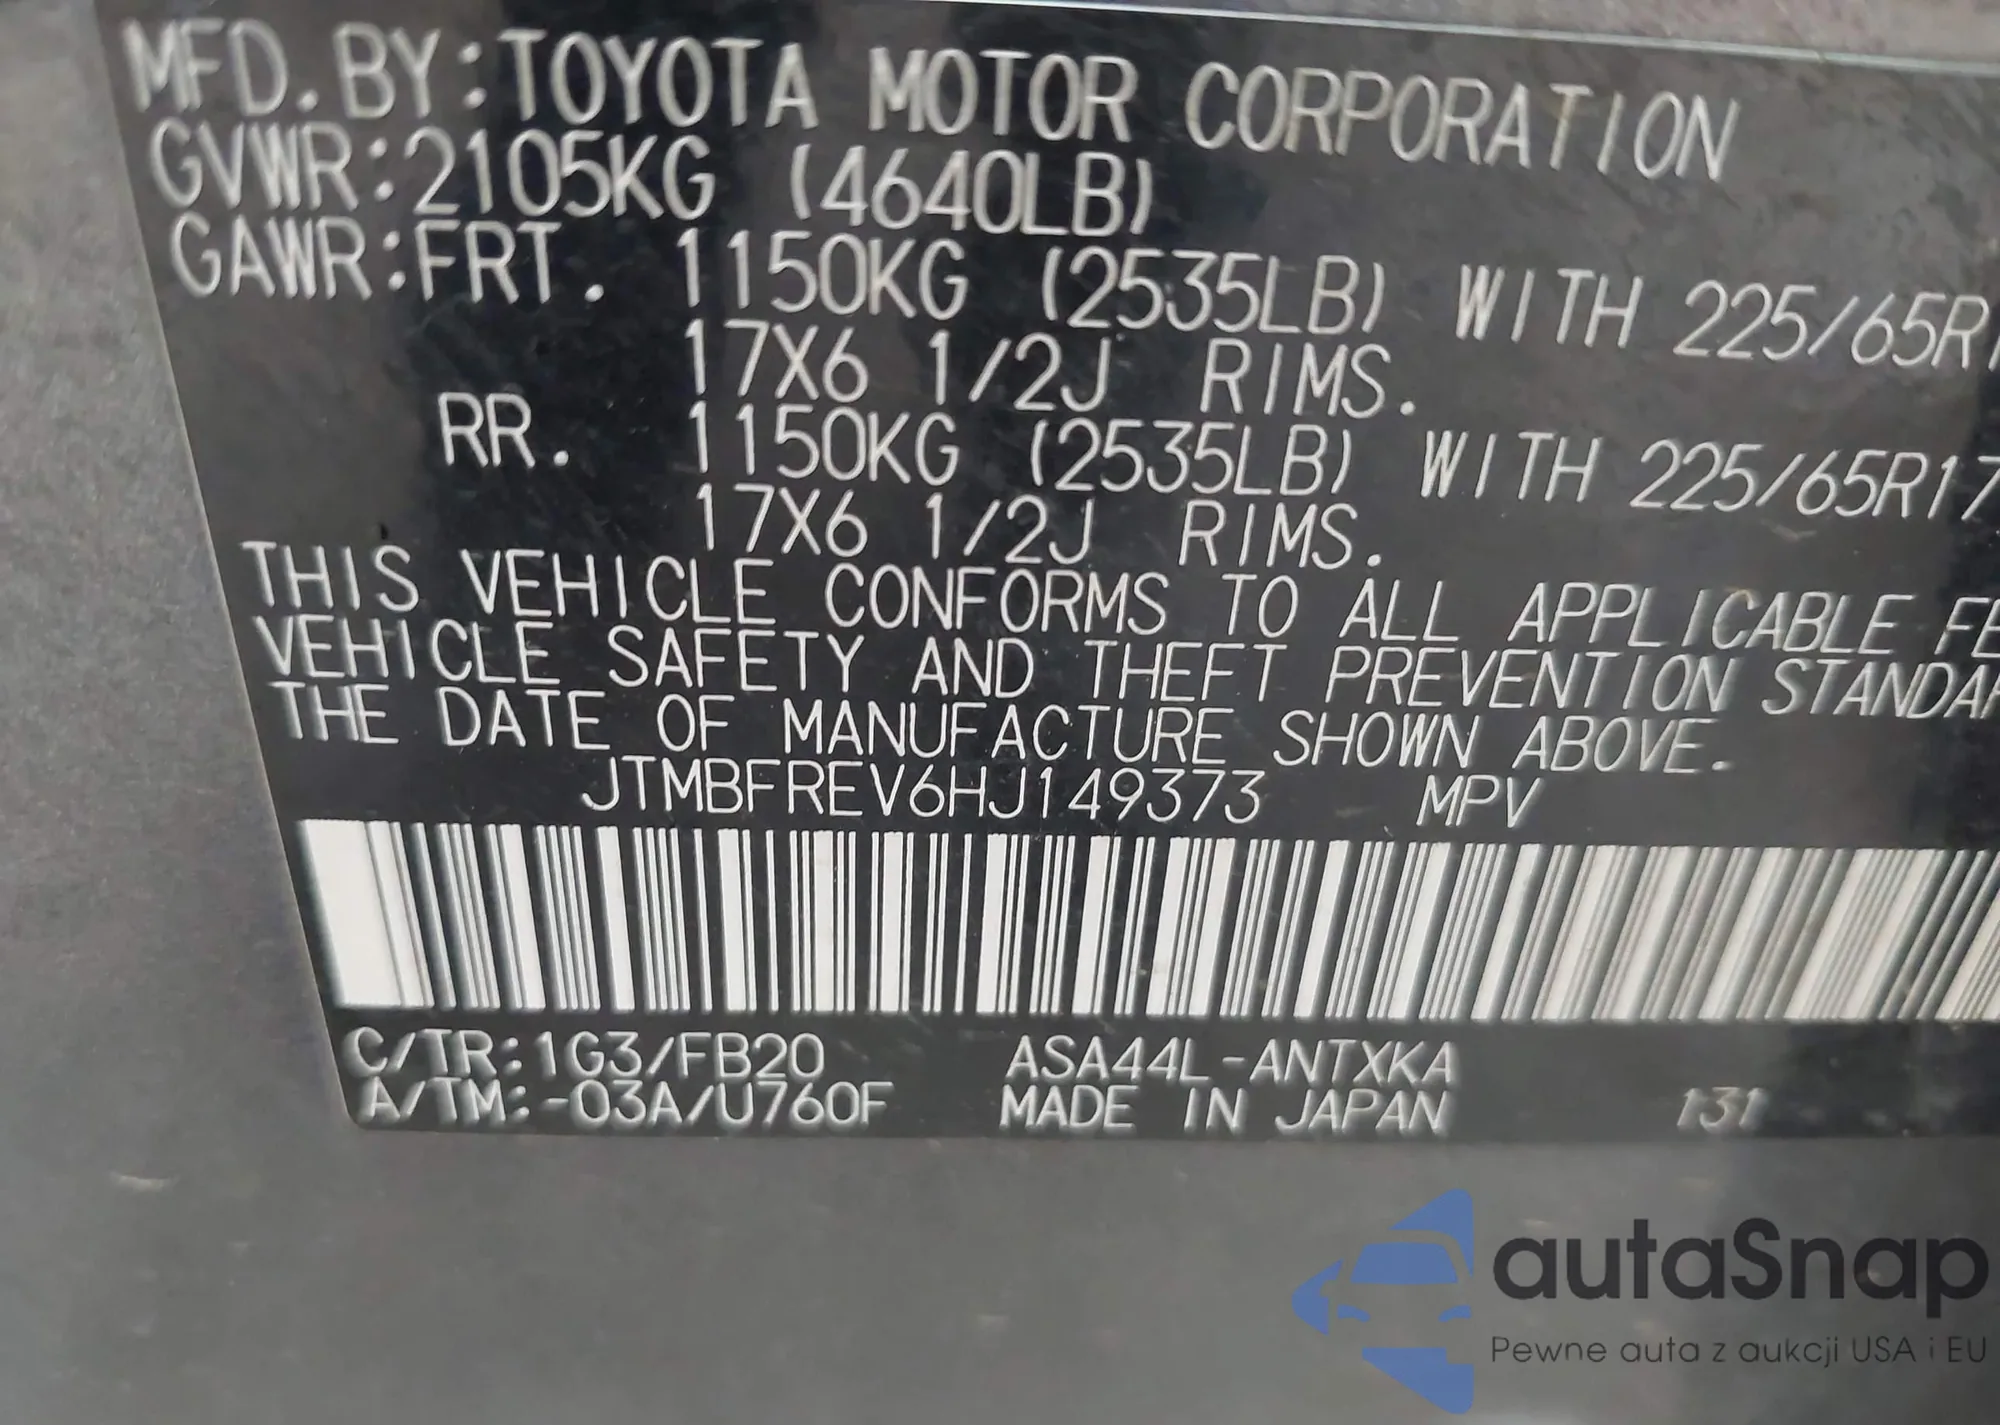 MFD. BY:TOYOTA MOTOR CORPORATION
GVWR:2105KG (4640LB)
GAWR:FRT. 1150KG (2535LB) WITH 225/65R1
17X6 1/2J RIMS.
RR. 1150KG (2535LB) WITH 225/65R17
17X6 1/2J RIMS.
THIS VEHICLE CONFORMS TO ALL APPLICABLE FE
VEHICLE SAFETY AND THEFT PREVENTION STANDAR
THE DATE OF MANUFACTURE SHOWN ABOVE.
JTMBFREV6HJ149373 MPV
C/TR:1G3/FB20 ASA44L-ANTXKA
A/TM:-03A/U760F MADE IN JAPAN 131
autaSnap
Pewne auta z aukcji USA i EU